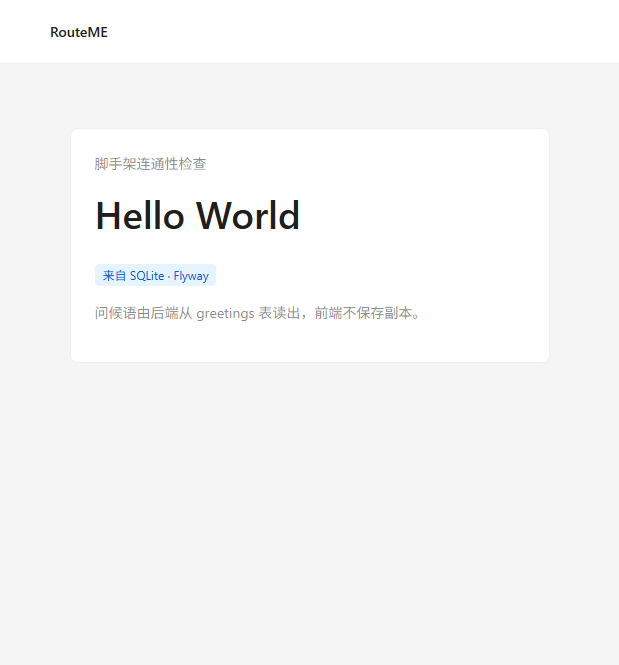 RouteME
脚手架连通性检查
Hello World
来自 SQLite · Flyway
问候语由后端从 greetings 表读出，前端不保存副本。